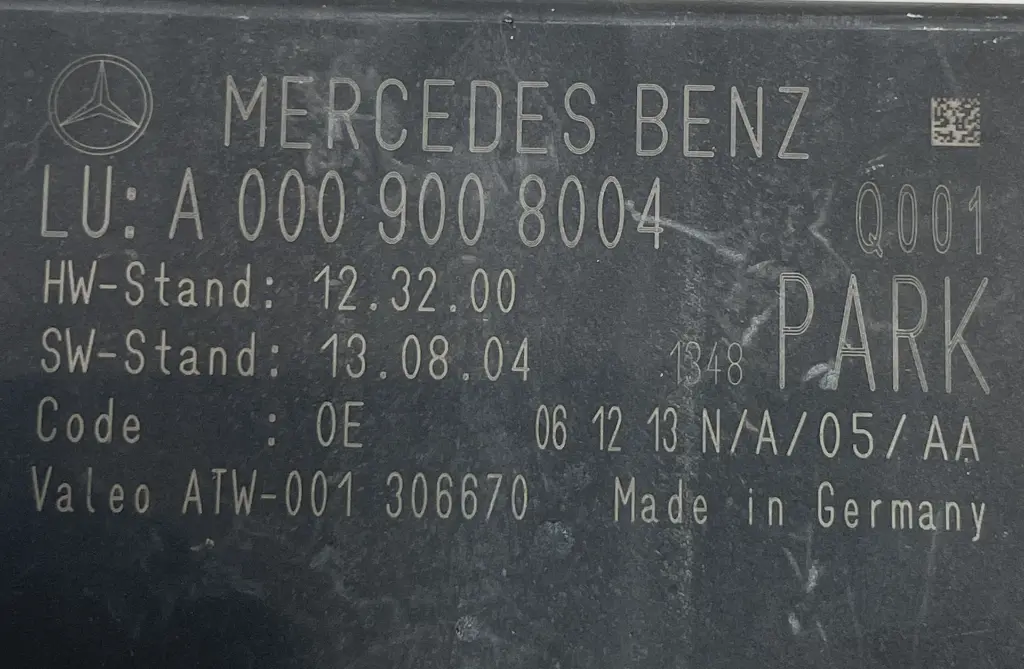 MERCEDES BENZ
LU: A 000 900 8004 Q001
HW-Stand: 12.32.00
SW-Stand: 13.08.04 1348 PARK
Code : 0E 06 12 13 N/A/05/AA
Valeo ATW-001 306670 Made in Germany